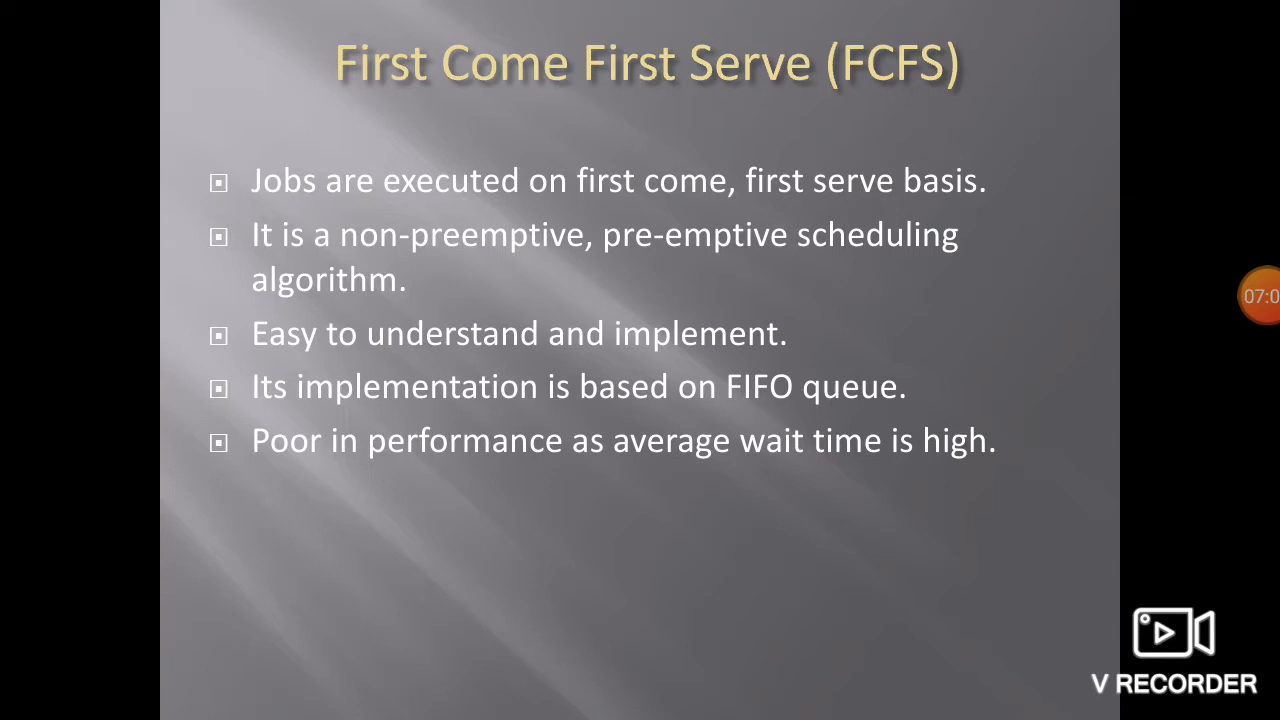 First Come First Serve (FCFS)
Jobs are executed on first come, first serve basis.
It is a non-preemptive, pre-emptive scheduling
algorithm.
Easy to understand and implement.
Its implementation is based on FIFO queue.
Poor in performance as average wait time is high.
07:0
V RECORDER